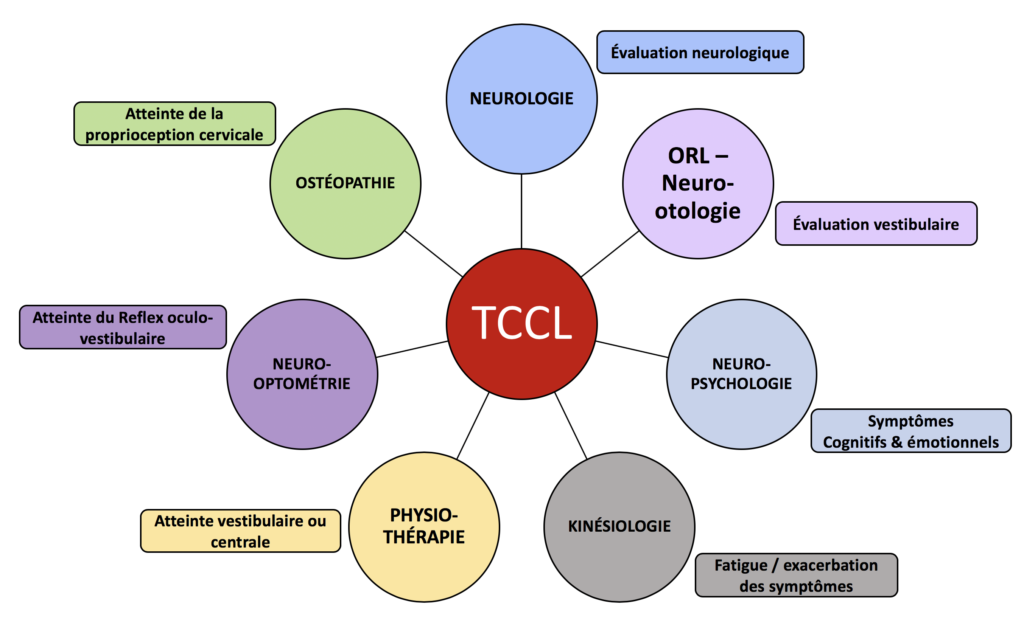 NEUROLOGIE
Évaluation neurologique
ORL –
Neuro-
otologie
Évaluation vestibulaire
NEURO-
PSYCHOLOGIE
Symptômes
Cognitifs & émotionnels
KINÉSIOLOGIE
Fatigue / exacerbation
des symptômes
PHYSIO-
THÉRAPIE
Atteinte vestibulaire ou
centrale
NEURO-
OPTOMÉTRIE
Atteinte du Reflex oculo-
vestibulaire
OSTÉOPATHIE
Atteinte de la
proprioception cervicale
TCCL